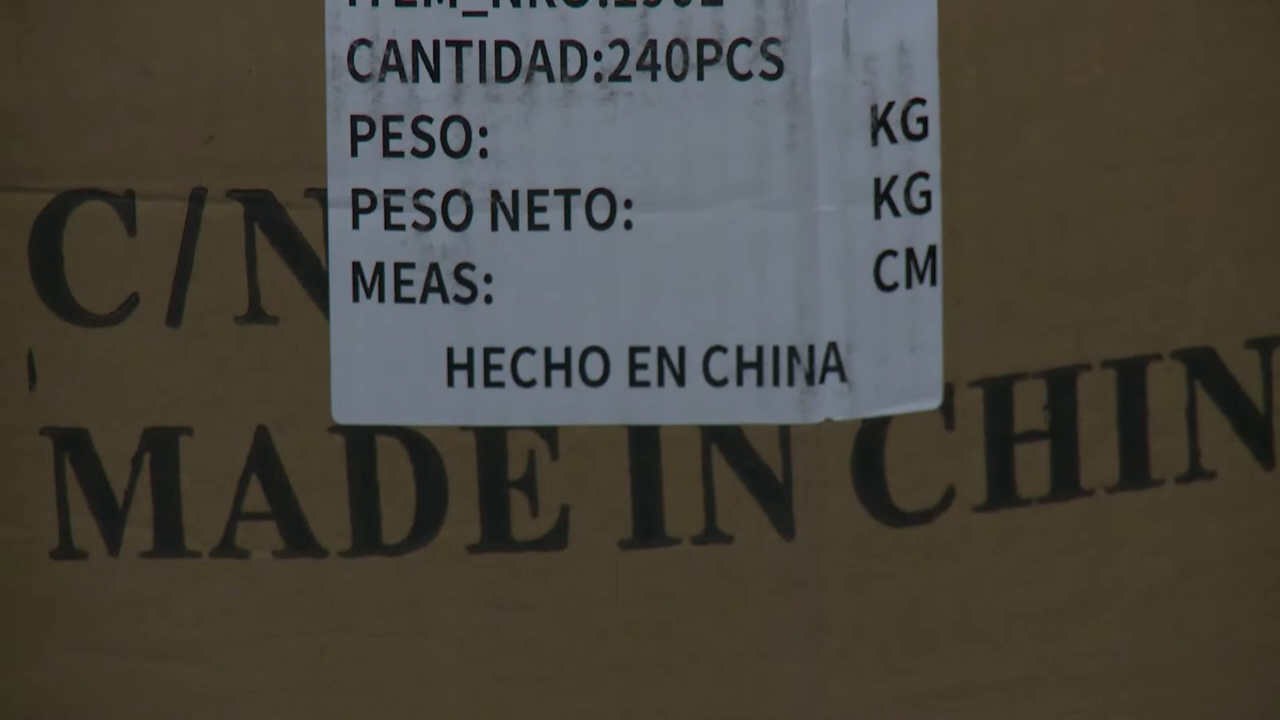 CANTIDAD:240PCS
PESO: KG
PESO NETO: KG
MEAS: CM
HECHO EN CHINA
C/N
MADE IN CHIN